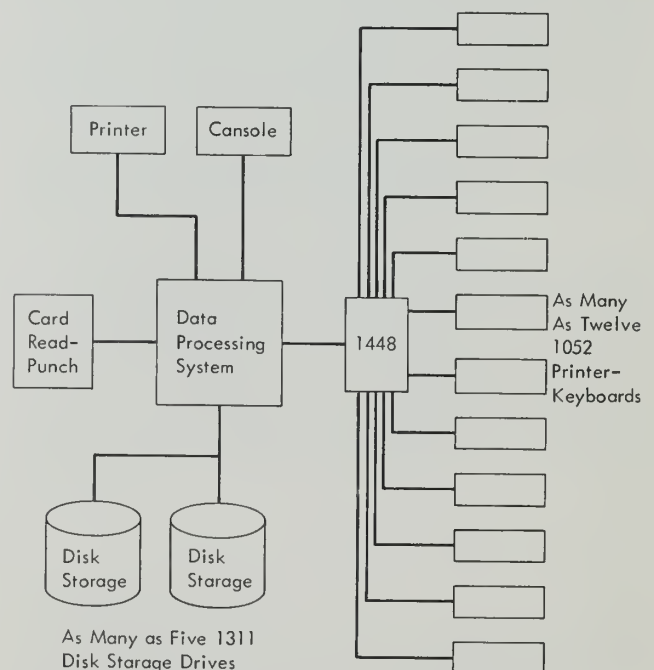 Printer
Cansole
Card
Read-
Punch
Data
Processing
System
1448
As Many
As Twelve
1052
Printer-
Keyboards
Disk
Storage
Disk
Starage
As Many as Five 1311
Disk Starage Drives